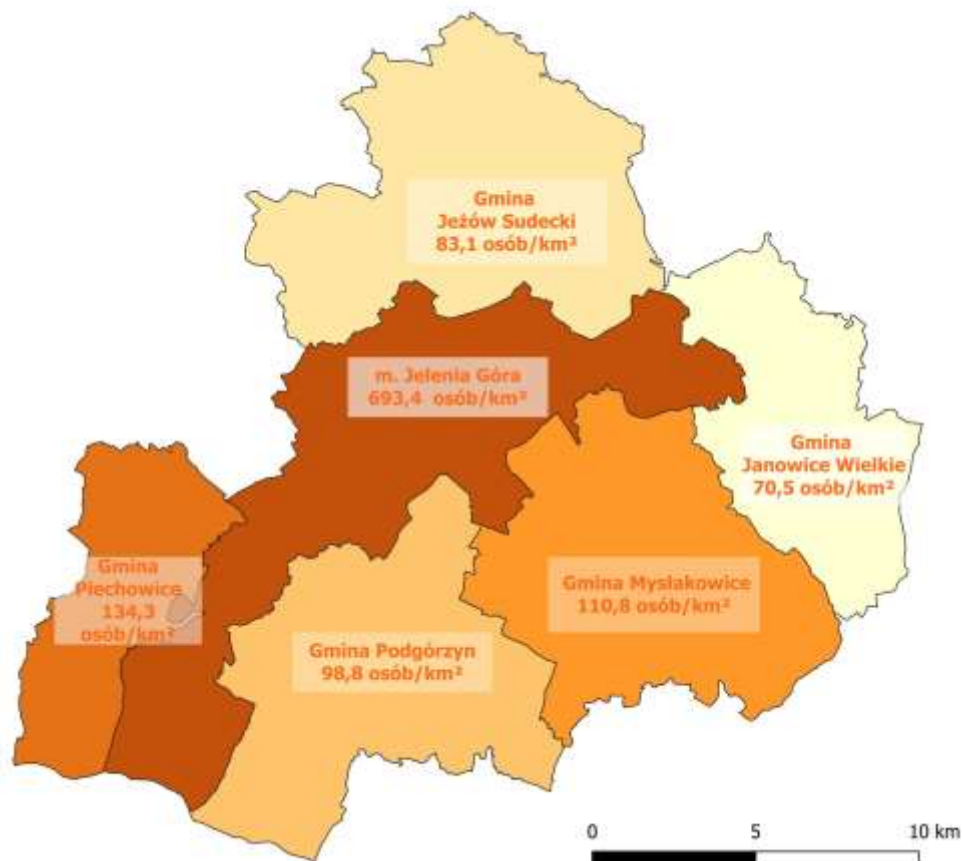 Gmina
Jeżów Sudecki
83,1 osób/km²
m. Jelenia Góra
693,4 osób/km²
Gmina
Janowice Wielkie
70,5 osób/km²
Gmina
Piechowice
134,3
osób/km²
Gmina Mysłakowice
110,8 osób/km²
Gmina Podgórzyn
98,8 osób/km²
0 5 10 km